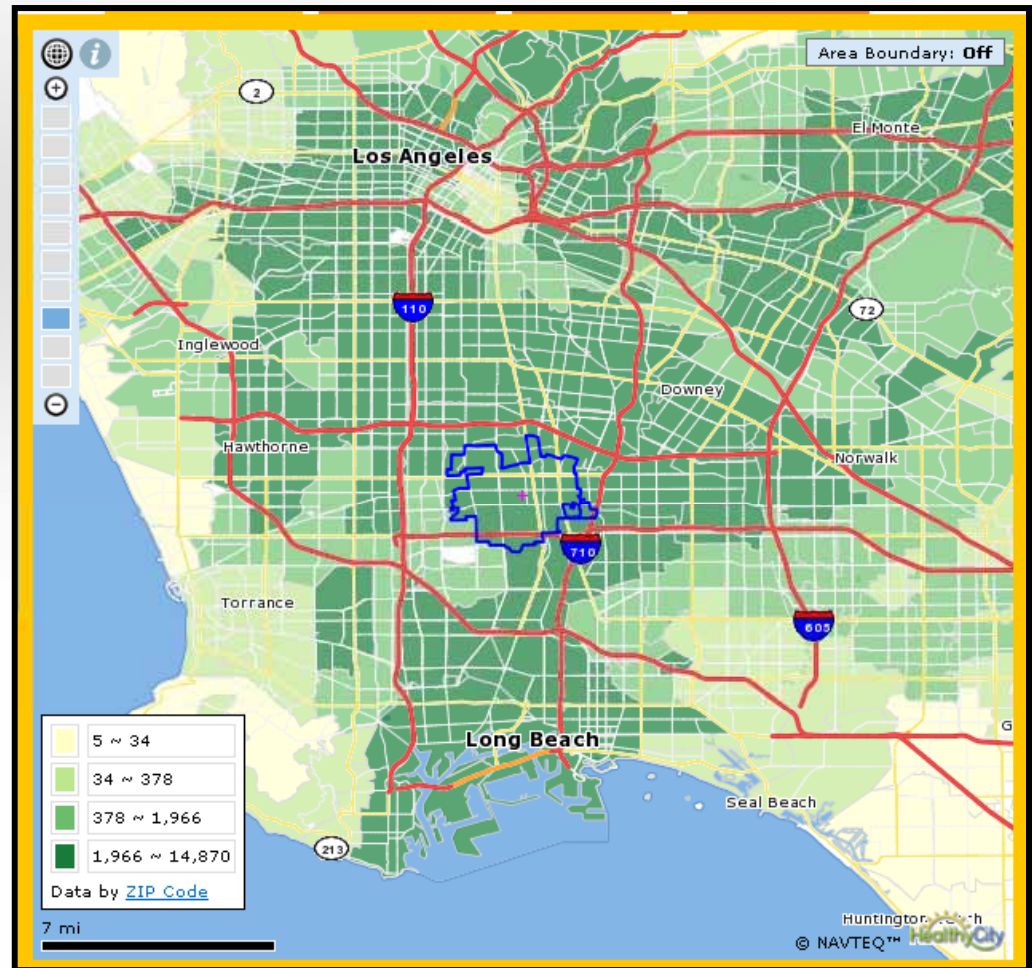 Area Boundary: Off
2
El Monte
Los Angeles
110
72
Inglewood
Downey
Hawthorne
Norwalk
710
Torrance
605
Long Beach
G
Seal Beach
213
5 ~ 34
34 ~ 378
378 ~ 1,966
1,966 ~ 14,870
Data by ZIP Code
7 mi
© NAVTEQ™
HealthyCity